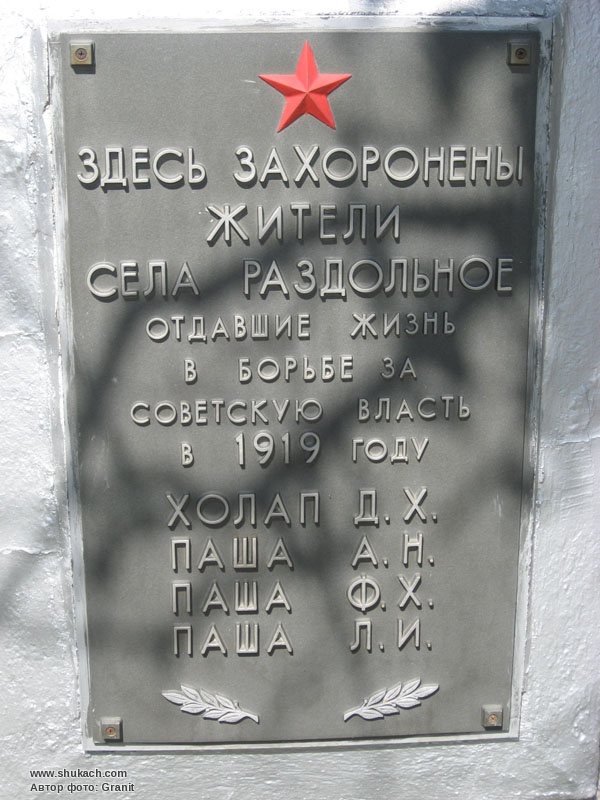 ЗДЕСЬ ЗАХОРОНЕНЫ
ЖИТЕЛИ
СЕЛА РАЗДОЛЬНОЕ
ОТДАВШИЕ ЖИЗНЬ
В БОРЬБЕ ЗА
СОВЕТСКУЮ ВЛАСТЬ
В 1919 ГОДУ
ХОЛАП Д. Х.
ПАША А. Н.
ПАША Ф. Х.
ПАША Л. И.
www.shukach.com
Автор фото: Granit